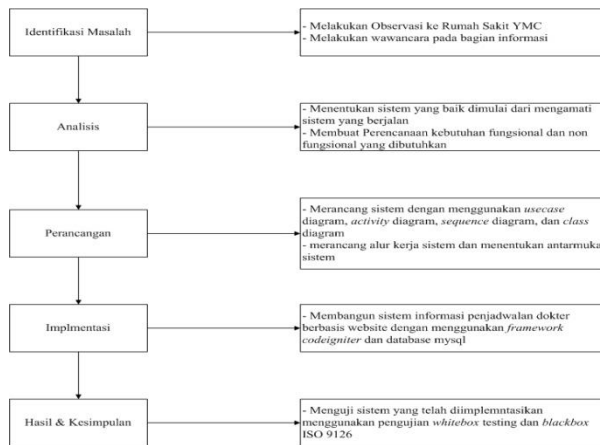 Identifikasi Masalah
- Melakukan Observasi ke Rumah Sakit YMC
- Melakukan wawancara pada bagian informasi
Analisis
- Menentukan sistem yang baik dimulai dari mengamati
sistem yang berjalan
- Membuat Perencanaan kebutuhan fungsional dan non
fungsional yang dibutuhkan
Perancangan
- Merancang sistem dengan menggunakan usecase
diagram, activity diagram, sequence diagram, dan class
diagram
- merancang alur kerja sistem dan menentukan antarmuka
sistem
Implmentasi
- Membangun sistem informasi penjadwalan dokter
berbasis website dengan menggunakan framework
codeigniter dan database mysql
Hasil & Kesimpulan
- Menguji sistem yang telah diimplemntasikan
menggunakan pengujian whitebox testing dan blackbox
ISO 9126